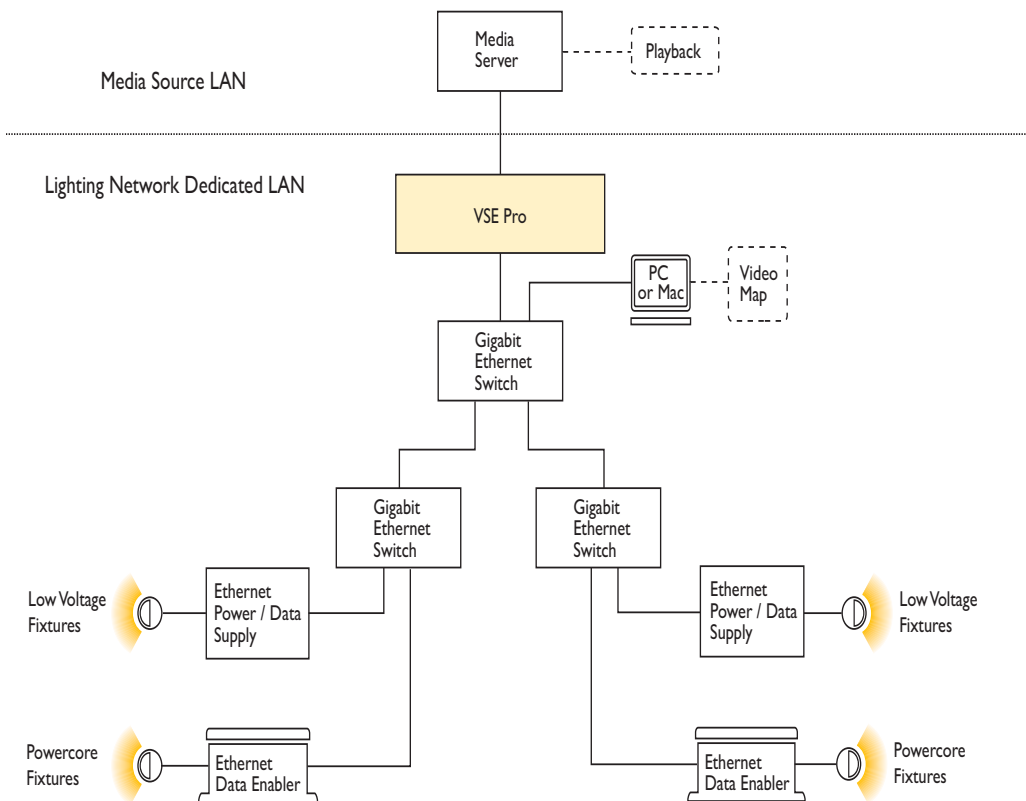 Media
Server
Playback
Media Source LAN
Lighting Network Dedicated LAN
VSE Pro
PC
or Mac
Video
Map
Gigabit
Ethernet
Switch
Gigabit
Ethernet
Switch
Gigabit
Ethernet
Switch
Low Voltage
Fixtures
Ethernet
Power / Data
Supply
Ethernet
Power / Data
Supply
Low Voltage
Fixtures
Powercore
Fixtures
Ethernet
Data Enabler
Ethernet
Data Enabler
Powercore
Fixtures